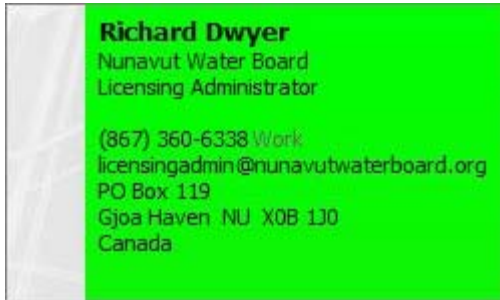 Richard Dwyer
Nunavut Water Board
Licensing Administrator
(867) 360-6338 Work
licensingadmin@nunavutwaterboard.org
PO Box 119
Gjoa Haven NU X0B 1J0
Canada